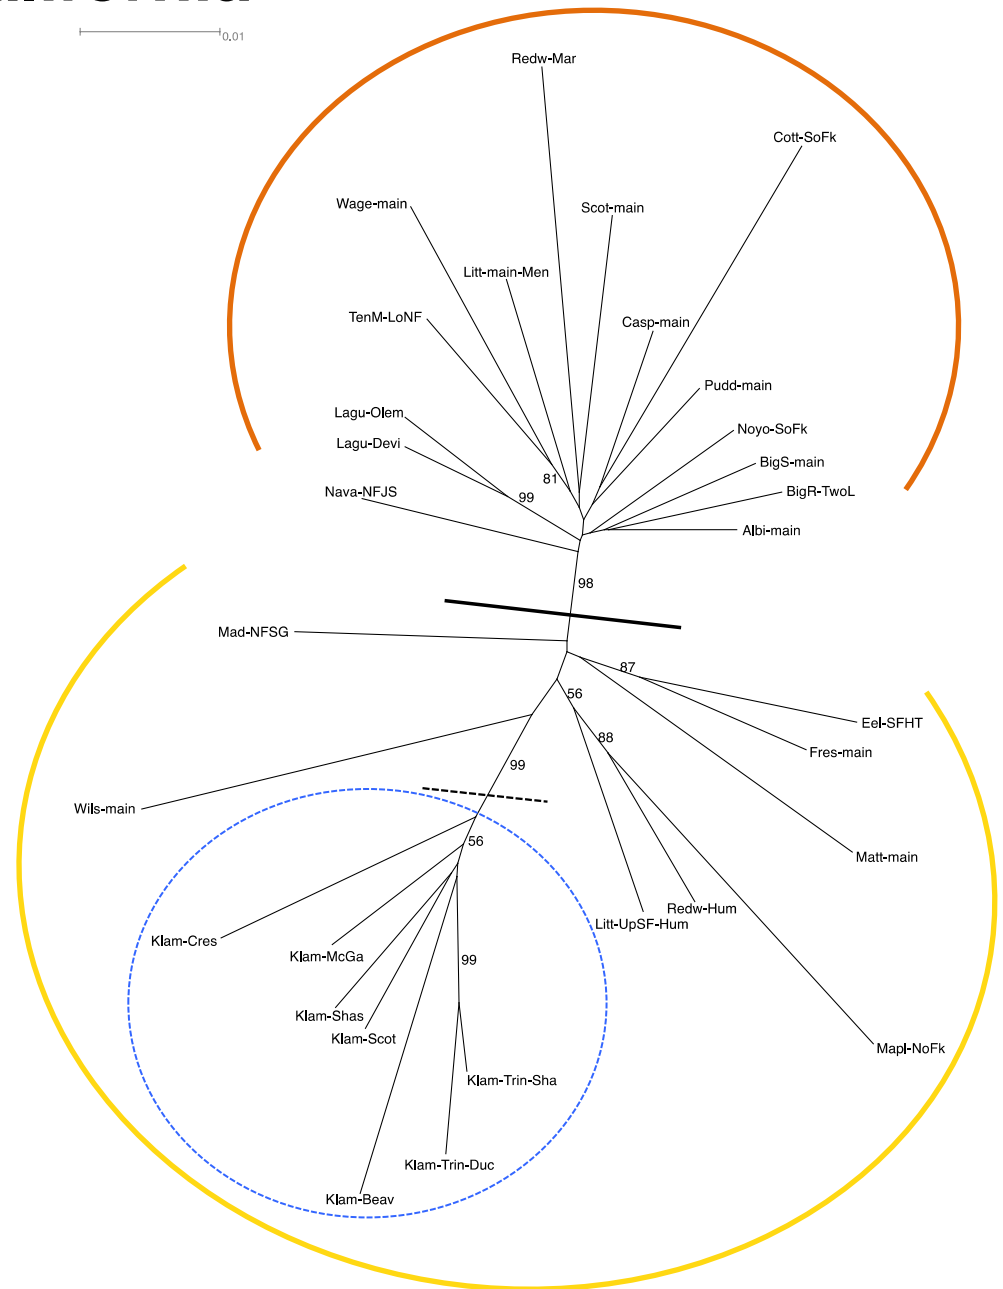 0.01
Redw-Mar
Cott-SoFk
Wage-main
Scot-main
Litt-main-Men
TenM-LoNF
Casp-main
Pudd-main
Lagu-Olem
Noyo-SoFk
Lagu-Devi
BigS-main
81
Nava-NFJS
99
BigR-TwoL
Albi-main
98
Mad-NFSG
87
56
Eel-SFHT
88
Fres-main
99
Wils-main
56
Matt-main
Redw-Hum
Litt-UpSF-Hum
Klam-Cres
Klam-McGa
99
Klam-Shas
Klam-Scot
Mapl-NoFk
Klam-Trin-Sha
Klam-Trin-Duc
Klam-Beav